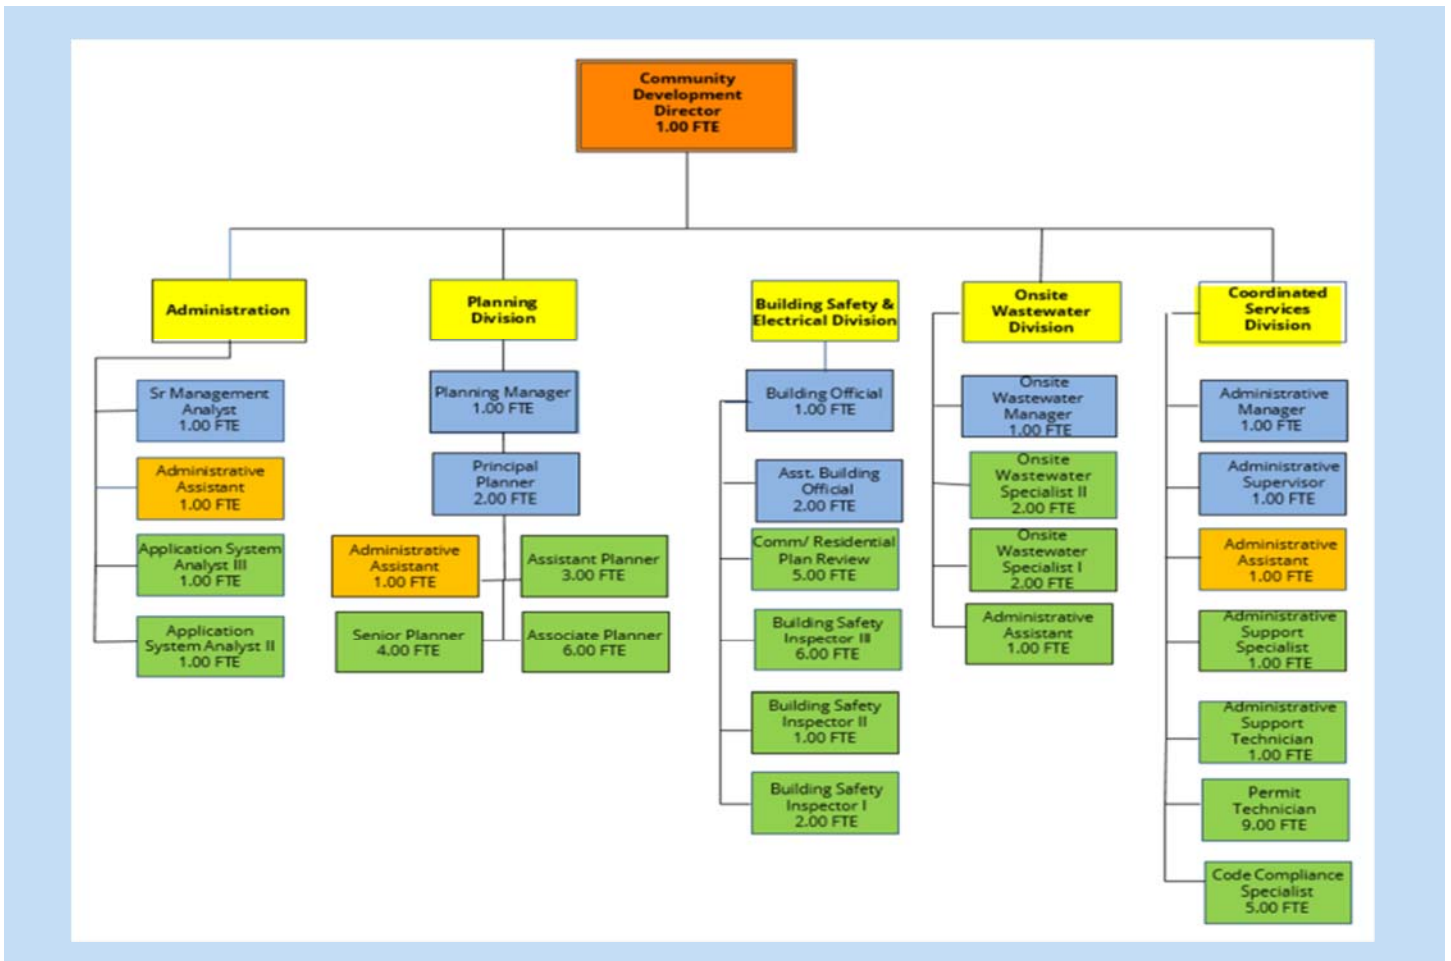 Community
Development
Director
1.00 FTE
Administration
Sr Management
Analyst
1.00 FTE
Administrative
Assistant
1.00 FTE
Application System
Analyst III
1.00 FTE
Application
System Analyst II
1.00 FTE
Planning
Division
Planning Manager
1.00 FTE
Principal
Planner
2.00 FTE
Administrative
Assistant
1.00 FTE
Assistant Planner
3.00 FTE
Senior Planner
4.00 FTE
Associate Planner
6.00 FTE
Building Safety &
Electrical Division
Building Official
1.00 FTE
Asst. Building
Official
2.00 FTE
Comm/ Residential
Plan Review
5.00 FTE
Building Safety
Inspector III
6.00 FTE
Building Safety
Inspector II
1.00 FTE
Building Safety
Inspector I
2.00 FTE
Onsite
Wastewater
Division
Onsite
Wastewater
Manager
1.00 FTE
Onsite
Wastewater
Specialist II
2.00 FTE
Onsite
Wastewater
Specialist I
2.00 FTE
Administrative
Assistant
1.00 FTE
Coordinated
Services
Division
Administrative
Manager
1.00 FTE
Administrative
Supervisor
1.00 FTE
Administrative
Assistant
1.00 FTE
Administrative
Support
Specialist
1.00 FTE
Administrative
Support
Technician
1.00 FTE
Permit
Technician
9.00 FTE
Code Compliance
Specialist
5.00 FTE